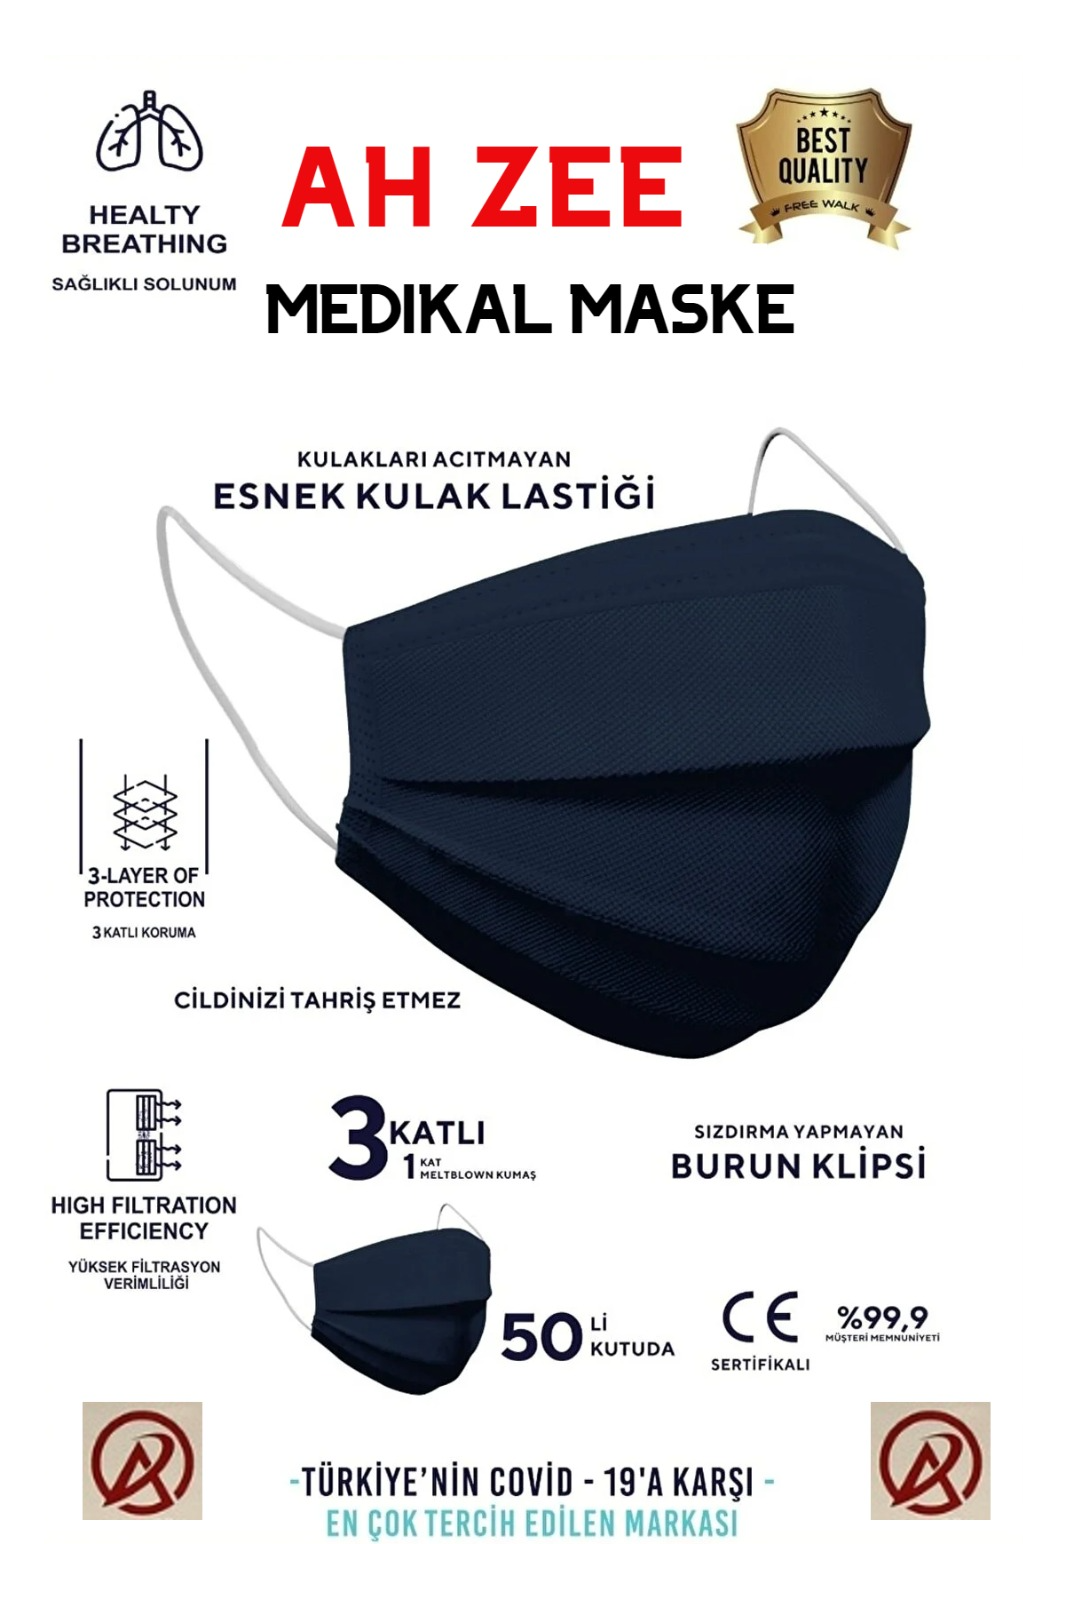 HEALTY
BREATHING
SAĞLIKLI SOLUNUM
AH ZEE
MEDIKAL MASKE
BEST
QUALITY
FREE WALK
KULAKLARI ACITMAYAN
ESNEK KULAK LASTİĞİ
3-LAYER OF
PROTECTION
3 KATLI KORUMA
CİLDİNİZİ TAHRİŞ ETMEZ
HIGH FILTRATION
EFFICIENCY
YÜKSEK FİLTRASYON
VERİMLİLİĞİ
3 KATLI
1 KAT
MELTBLOWN KUMAŞ
SIZDIRMA YAPMAYAN
BURUN KLİPSİ
50 Lİ
KUTUDA
CE
SERTİFİKALI
%99,9
MÜŞTERİ MEMNUNİYETİ
-TÜRKİYE’NİN COVİD - 19'A KARŞI -
EN ÇOK TERCİH EDİLEN MARKASI